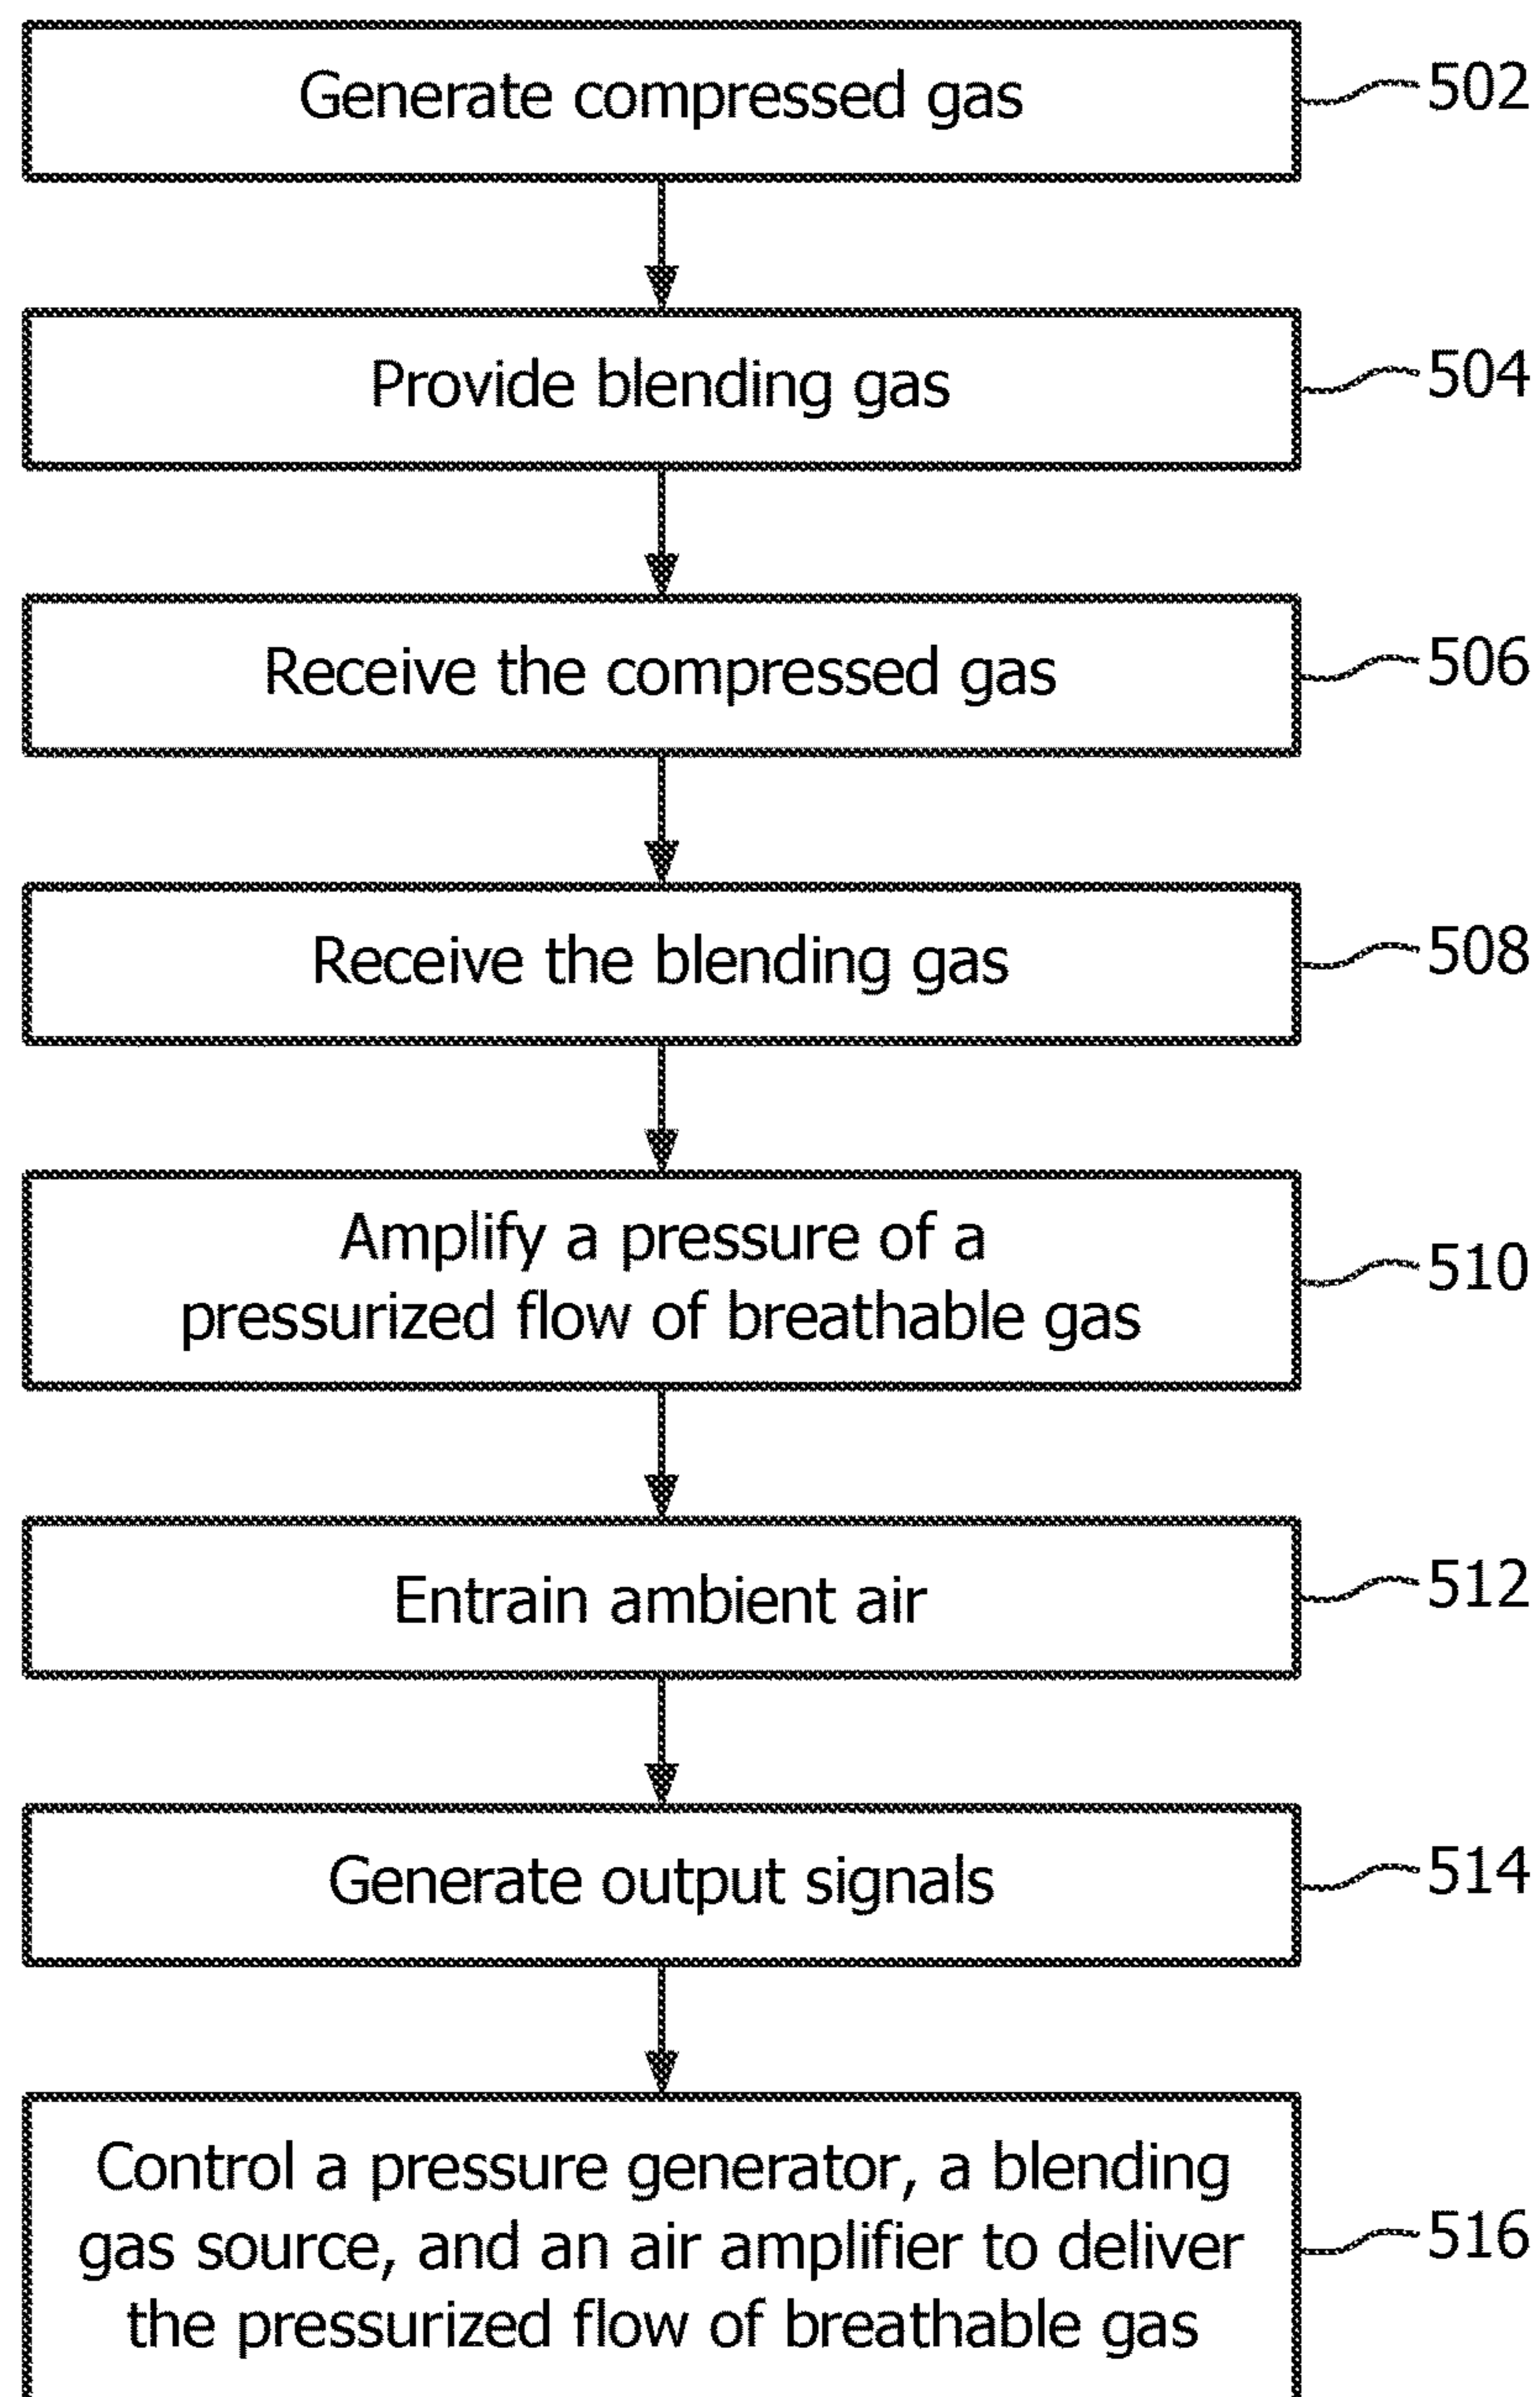 Generate compressed gas
502
Provide blending gas
504
Receive the compressed gas
506
Receive the blending gas
508
Amplify a pressure of a
pressurized flow of breathable gas
510
Entrain ambient air
512
Generate output signals
514
Control a pressure generator, a blending
gas source, and an air amplifier to deliver
the pressurized flow of breathable gas
516